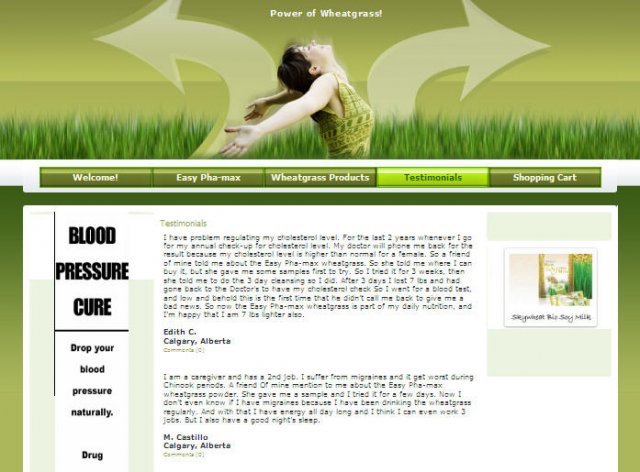 Power of Wheatgrass!
Welcome!
Easy Pha-max
Wheatgrass Products
Testimonials
Shopping Cart
BLOOD
PRESSURE
CURE
Drop your
blood
pressure
naturally.
Drug
Testimonials
I have problem regulating my cholesterol level. For the last 2 years whenever I go
for my annual check-up for cholesterol level. My doctor will phone me back for the
result because my cholesterol level is higher than normal for a female. So a friend
of mine told me about the Easy Pha-max wheatgrass. So she told me where I can
buy it, but she gave me some samples first to try. So I tried it for 3 weeks, then
she told me to do the 3 day cleansing so I did. After 3 days I lost 7 lbs and had
gone back to the Doctor's to have my cholesterol check So I went for a blood test,
and low and behold this is the first time that he didn't call me back to give me a
bad news. So now the Easy Pha-max wheatgrass is part of my daily nutrition, and
I'm happy that I am 7 lbs lighter also.
Edith C.
Calgary, Alberta
Comments (0)
I am a caregiver and has a 2nd job. I suffer from migraines and it get worst during
Chinook periods. A friend Of mine mention to me about the Easy Pha-max
wheatgrass powder. She gave me a sample and I tried it for a few days. Now I
don't even know if I have migraines because I have been drinking the wheatgrass
regularly. And with that I have energy all day long and I think I can even work 3
jobs. But I also have a good night's sleep.
M. Castillo
Calgary, Alberta
Comments (0)
Skywheat Bio Soy Milk